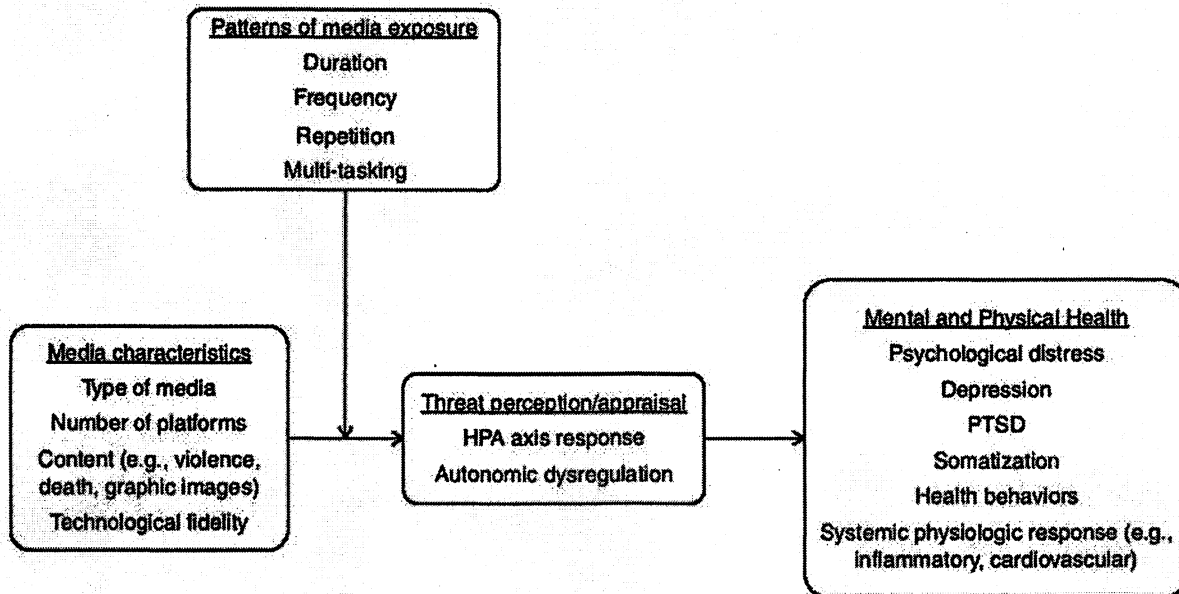 Patterns of media exposure
Duration
Frequency
Repetition
Multi-tasking
Media characteristics
Type of media
Number of platforms
Content (e.g., violence,
death, graphic images)
Technological fidelity
Threat perception/appraisal
HPA axis response
Autonomic dysregulation
Mental and Physical Health
Psychological distress
Depression
PTSD
Somatization
Health behaviors
Systemic physiologic response (e.g.,
inflammatory, cardiovascular)